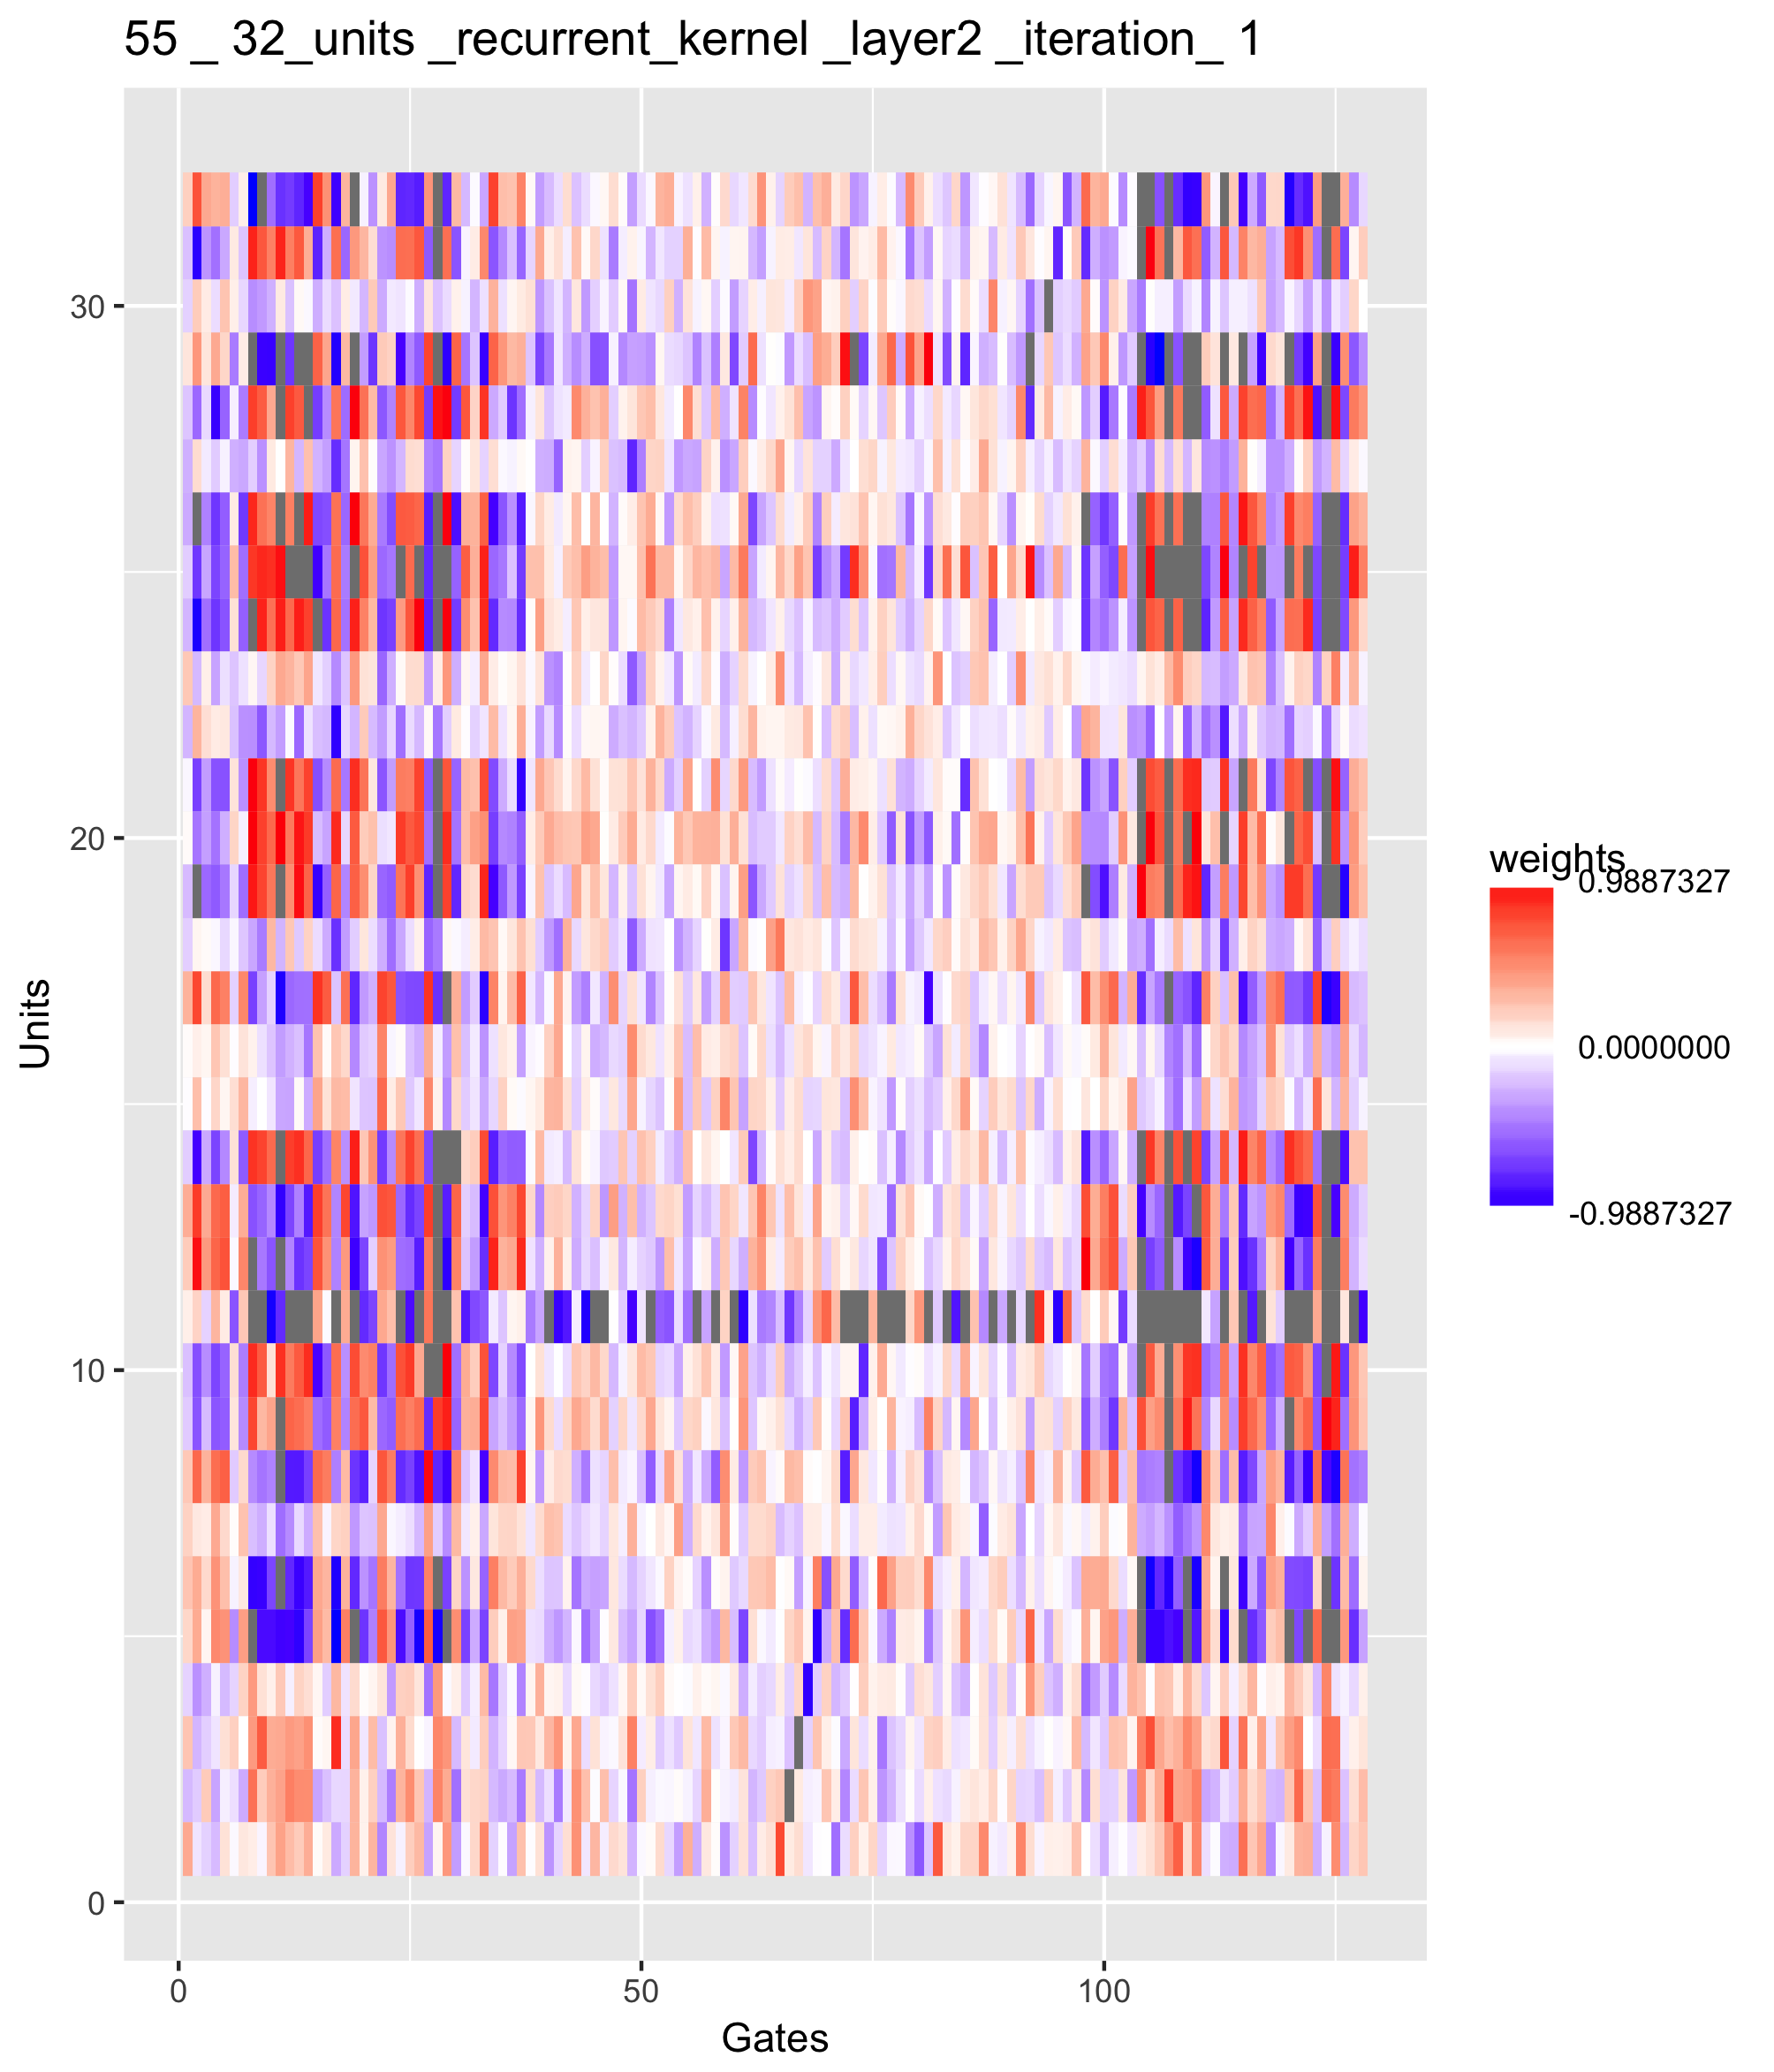 55 _ 32_units _recurrent_kernel _layer2 _iteration_ 1
Units
30
20
10
0
0
50
100
Gates
weights
0.9887327
0.0000000
-0.9887327